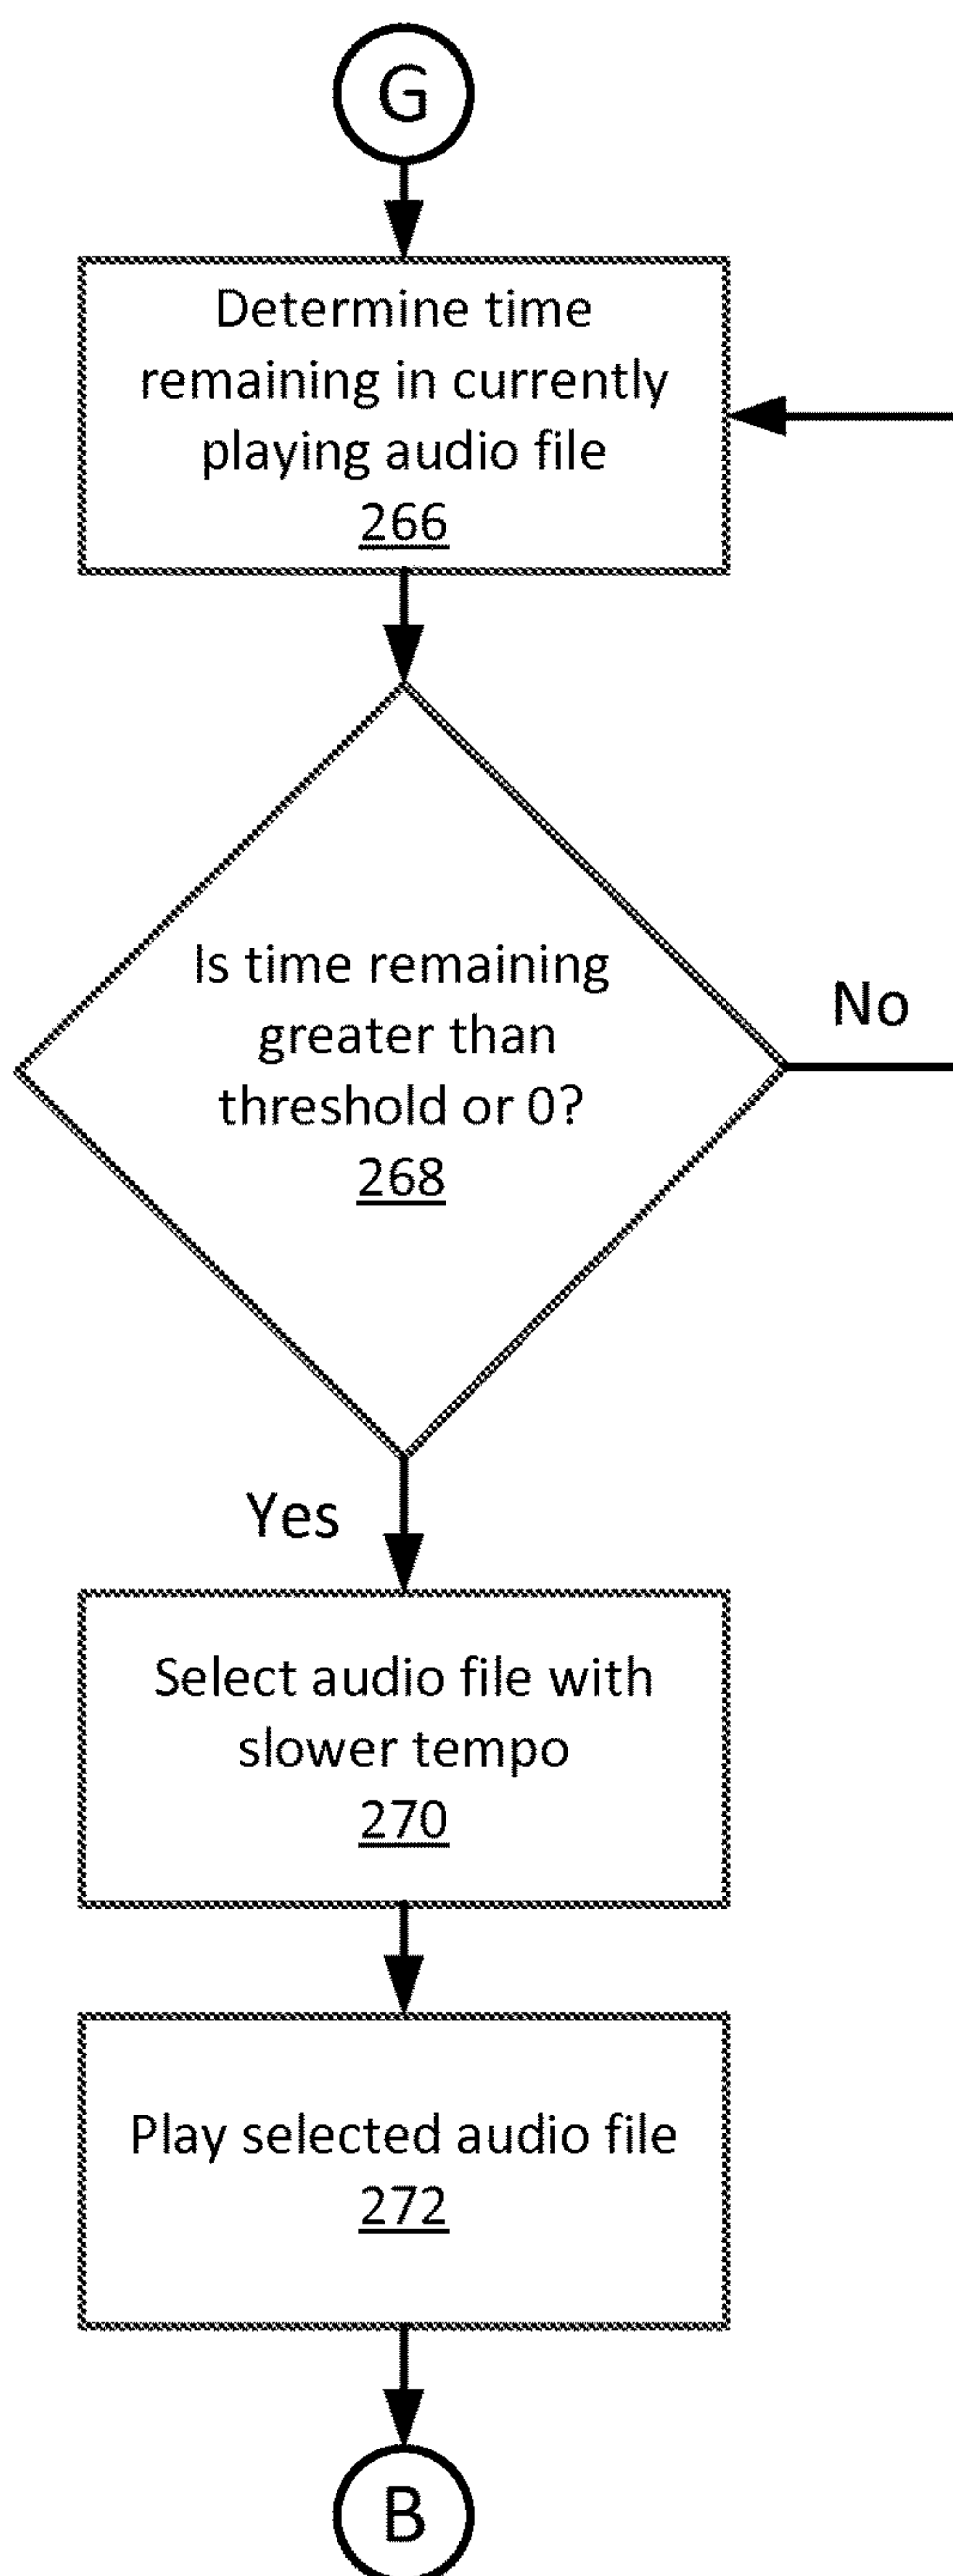 G
Determine time
remaining in currently
playing audio file
266
Is time remaining
greater than
threshold or 0?
268
No
Yes
Select audio file with
slower tempo
270
Play selected audio file
272
B